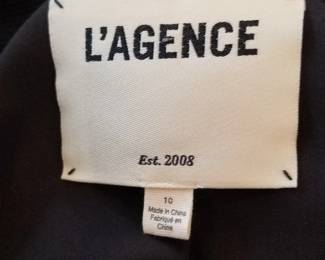 L'AGENCE
Est. 2008
10
Made in China
Fabriqué en
Chine